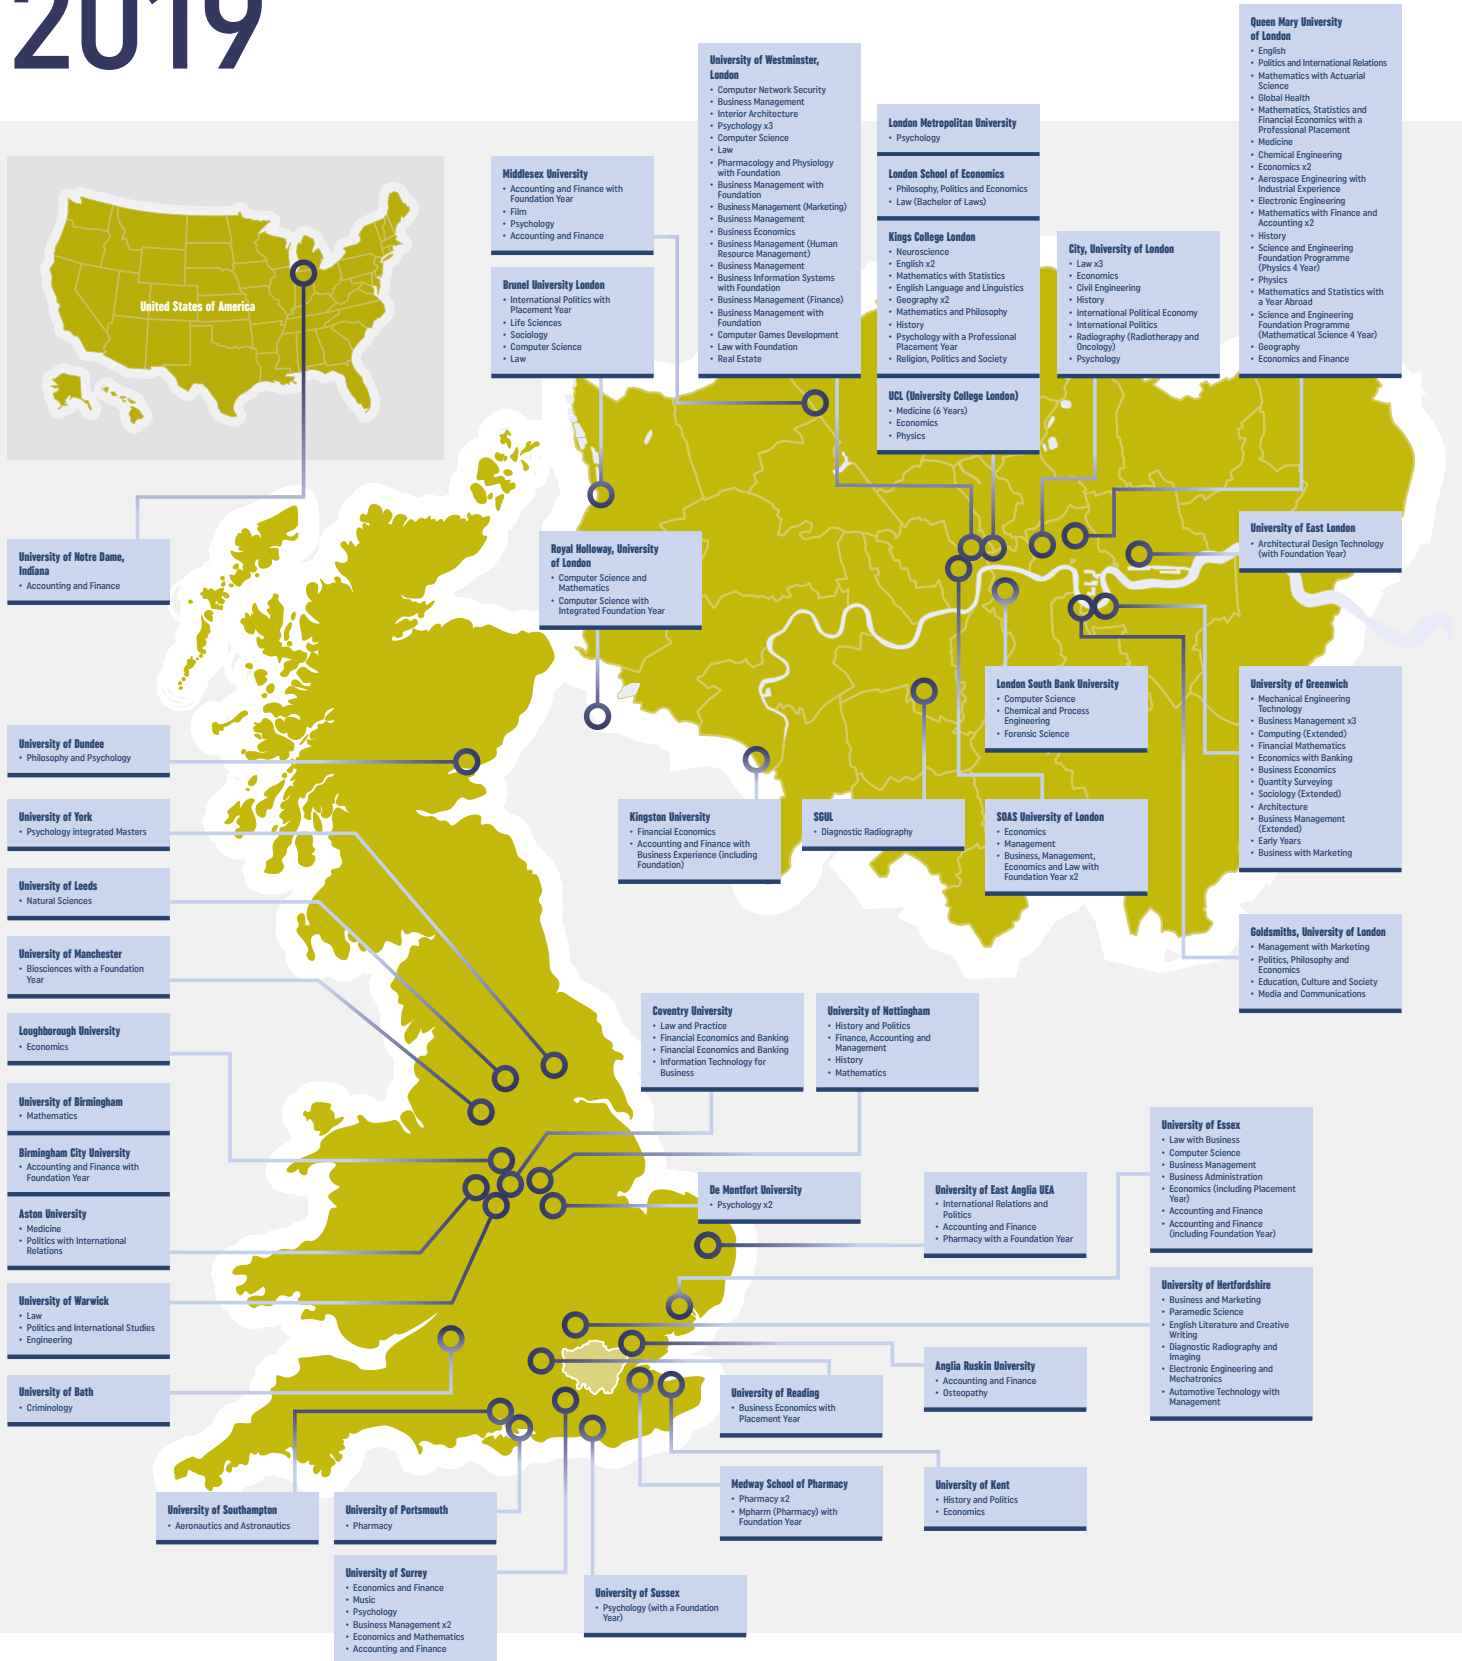 2019
Queen Mary University
of London
• English
• Politics and International Relations
• Mathematics with Actuarial
Science
• Global Health
• Mathematics, Statistics and
Financial Economics with a
Professional Placement
• Medicine
• Chemical Engineering
• Economics x2
• Aerospace Engineering with
Industrial Experience
• Electronic Engineering
• Mathematics with Finance and
Accounting x2
• History
• Science and Engineering
Foundation Programme
(Physics 4 Year)
• Physics
• Mathematics and Statistics with
a Year Abroad
• Science and Engineering
Foundation Programme
(Mathematical Science 4 Year)
• Geography
• Economics and Finance
University of Westminster,
London
• Computer Network Security
• Business Management
• Interior Architecture
• Psychology x3
• Computer Science
• Law
• Pharmacology and Physiology
with Foundation
• Business Management with
Foundation
• Business Management (Marketing)
• Business Management
• Business Economics
• Business Management (Human
Resource Management)
• Business Management
• Business Information Systems
with Foundation
• Business Management (Finance)
• Business Management with
Foundation
• Computer Games Development
• Law with Foundation
• Real Estate
London Metropolitan University
• Psychology
London School of Economics
• Philosophy, Politics and Economics
• Law (Bachelor of Laws)
Kings College London
• Neuroscience
• English x2
• Mathematics with Statistics
• English Language and Linguistics
• Geography x2
• Mathematics and Philosophy
• History
• Psychology with a Professional
Placement Year
• Religion, Politics and Society
UCL (University College London)
• Medicine (6 Years)
• Economics
• Physics
City, University of London
• Law x3
• Economics
• Civil Engineering
• History
• International Political Economy
• International Politics
• Radiography (Radiotherapy and
Oncology)
• Psychology
Middlesex University
• Accounting and Finance with
Foundation Year
• Film
• Psychology
• Accounting and Finance
Brunel University London
• International Politics with
Placement Year
• Life Sciences
• Sociology
• Computer Science
• Law
United States of America
University of Notre Dame,
Indiana
• Accounting and Finance
Royal Holloway, University
of London
• Computer Science and
Mathematics
• Computer Science with
Integrated Foundation Year
University of East London
• Architectural Design Technology
(with Foundation Year)
London South Bank University
• Computer Science
• Chemical and Process
Engineering
• Forensic Science
University of Greenwich
• Mechanical Engineering
Technology
• Business Management x3
• Computing (Extended)
• Financial Mathematics
• Economics with Banking
• Business Economics
• Quantity Surveying
• Sociology (Extended)
• Architecture
• Business Management
(Extended)
• Early Years
• Business with Marketing
University of Dundee
• Philosophy and Psychology
University of York
• Psychology integrated Masters
Kingston University
• Financial Economics
• Accounting and Finance with
Business Experience (including
Foundation)
SGUL
• Diagnostic Radiography
SOAS University of London
• Economics
• Management
• Business, Management,
Economics and Law with
Foundation Year x2
University of Leeds
• Natural Sciences
Goldsmiths, University of London
• Management with Marketing
• Politics, Philosophy and
Economics
• Education, Culture and Society
• Media and Communications
University of Manchester
• Biosciences with a Foundation
Year
Loughborough University
• Economics
Coventry University
• Law and Practice
• Financial Economics and Banking
• Financial Economics and Banking
• Information Technology for
Business
University of Nottingham
• History and Politics
• Finance, Accounting and
Management
• History
• Mathematics
University of Birmingham
• Mathematics
Birmingham City University
• Accounting and Finance with
Foundation Year
Aston University
• Medicine
• Politics with International
Relations
De Montfort University
• Psychology x2
University of East Anglia UEA
• International Relations and
Politics
• Accounting and Finance
• Pharmacy with a Foundation Year
University of Essex
• Law with Business
• Computer Science
• Business Management
• Business Administration
• Economics (including Placement
Year)
• Accounting and Finance
• Accounting and Finance
(including Foundation Year)
University of Warwick
• Law
• Politics and International Studies
• Engineering
University of Hertfordshire
• Business and Marketing
• Paramedic Science
• English Literature and Creative
Writing
• Diagnostic Radiography and
Imaging
• Electronic Engineering and
Mechatronics
• Automotive Technology with
Management
University of Bath
• Criminology
University of Reading
• Business Economics with
Placement Year
Anglia Ruskin University
• Accounting and Finance
• Osteopathy
Medway School of Pharmacy
• Pharmacy x2
• Mpharm (Pharmacy) with
Foundation Year
University of Kent
• History and Politics
• Economics
University of Southampton
• Aeronautics and Astronautics
University of Portsmouth
• Pharmacy
University of Surrey
• Economics and Finance
• Music
• Psychology
• Business Management x2
• Economics and Mathematics
• Accounting and Finance
University of Sussex
• Psychology (with a Foundation
Year)